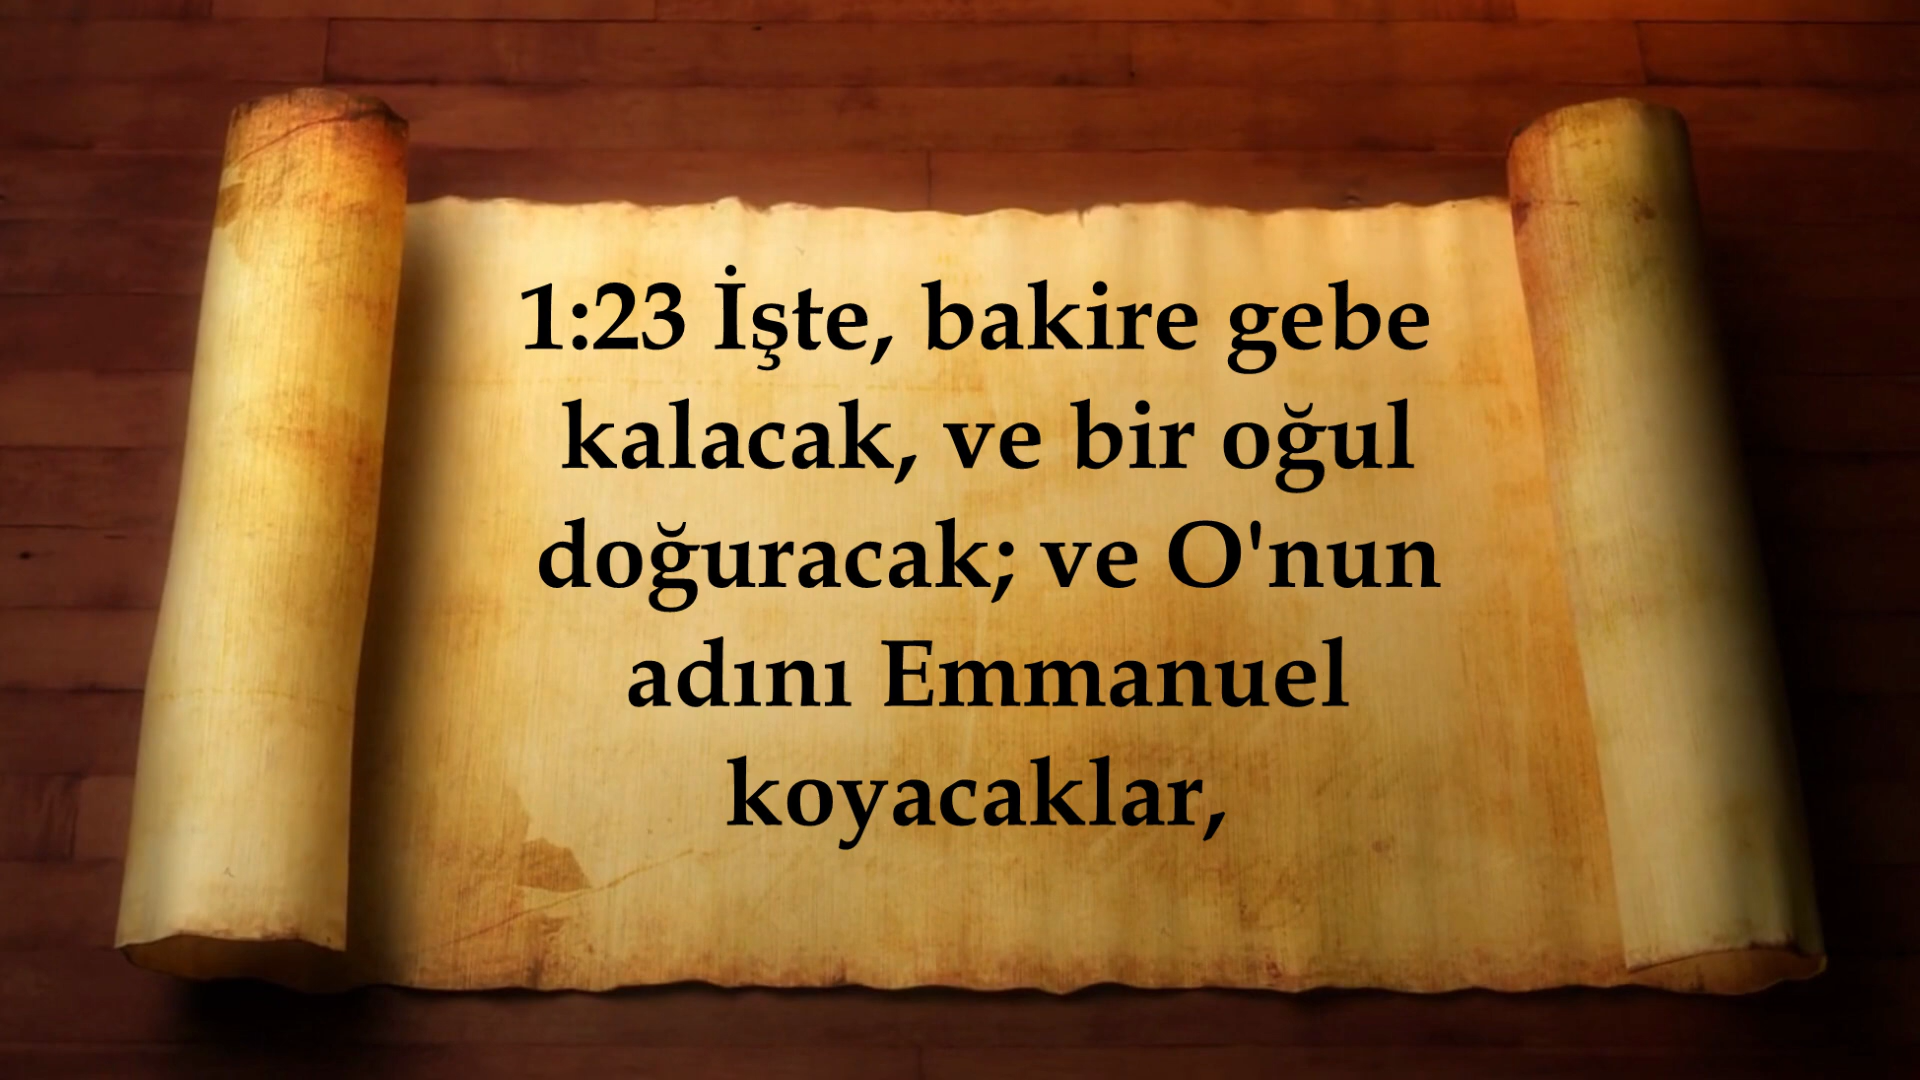 1:23 İşte, bakire gebe
kalacak, ve bir oğul
doğuracak; ve O'nun
adını Emmanuel
koyacaklar,